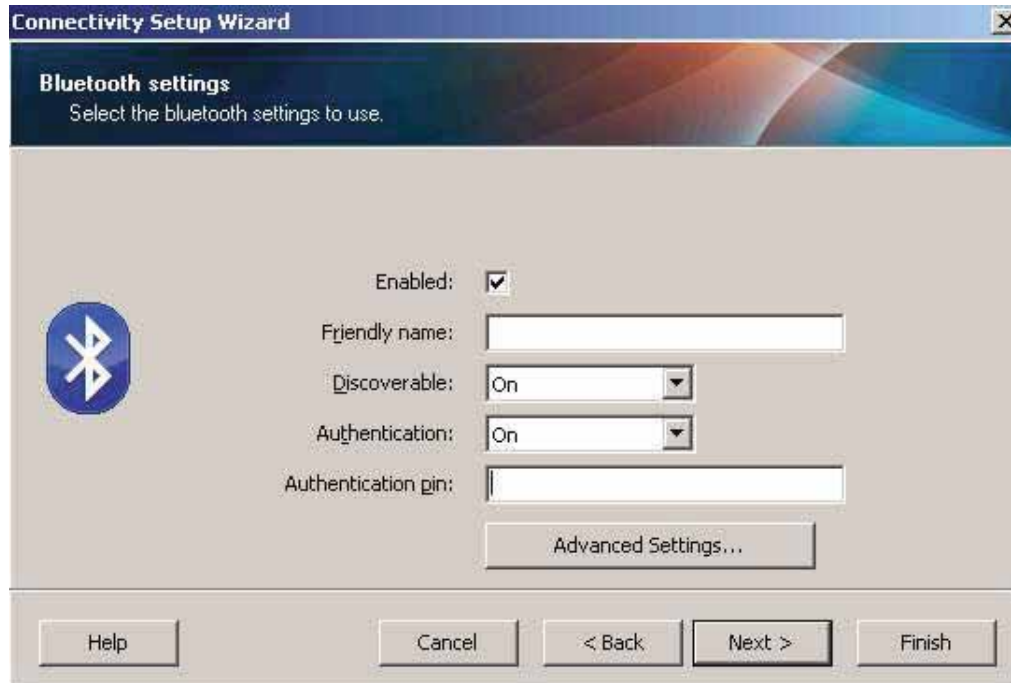 Connectivity Setup Wizard
Bluetooth settings
Select the bluetooth settings to use.
Enabled:
Friendly name:
Discoverable: On
Authentication: On
Authentication pin:
Advanced Settings...
Help Cancel < Back Next > Finish